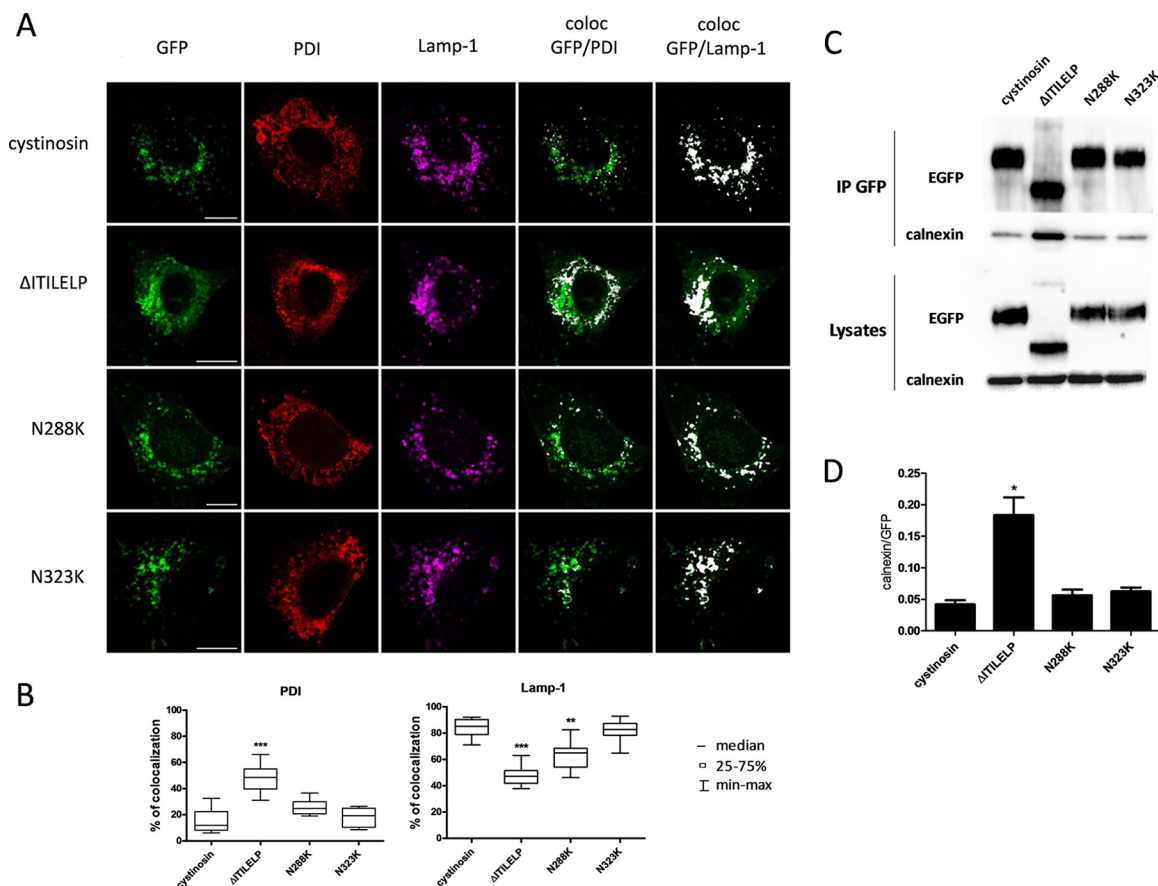 A
GFP
PDI
Lamp-1
coloc
GFP/PDI
coloc
GFP/Lamp-1
cystinosin
ΔITILELP
N288K
N323K
B
PDI
% of colocalization
100
80
60
40
20
0
***
cystinosin
ΔITILELP
N288K
N323K
Lamp-1
% of colocalization
100
80
60
40
20
0
***
**
cystinosin
ΔITILELP
N288K
N323K
median
25-75%
min-max
C
cystinosin
ΔITILELP
N288K
N323K
IP GFP
EGFP
calnexin
Lysates
EGFP
calnexin
D
calnexin/GFP
0.25
0.20
0.15
0.10
0.05
0.00
*
cystinosin
ΔITILELP
N288K
N323K